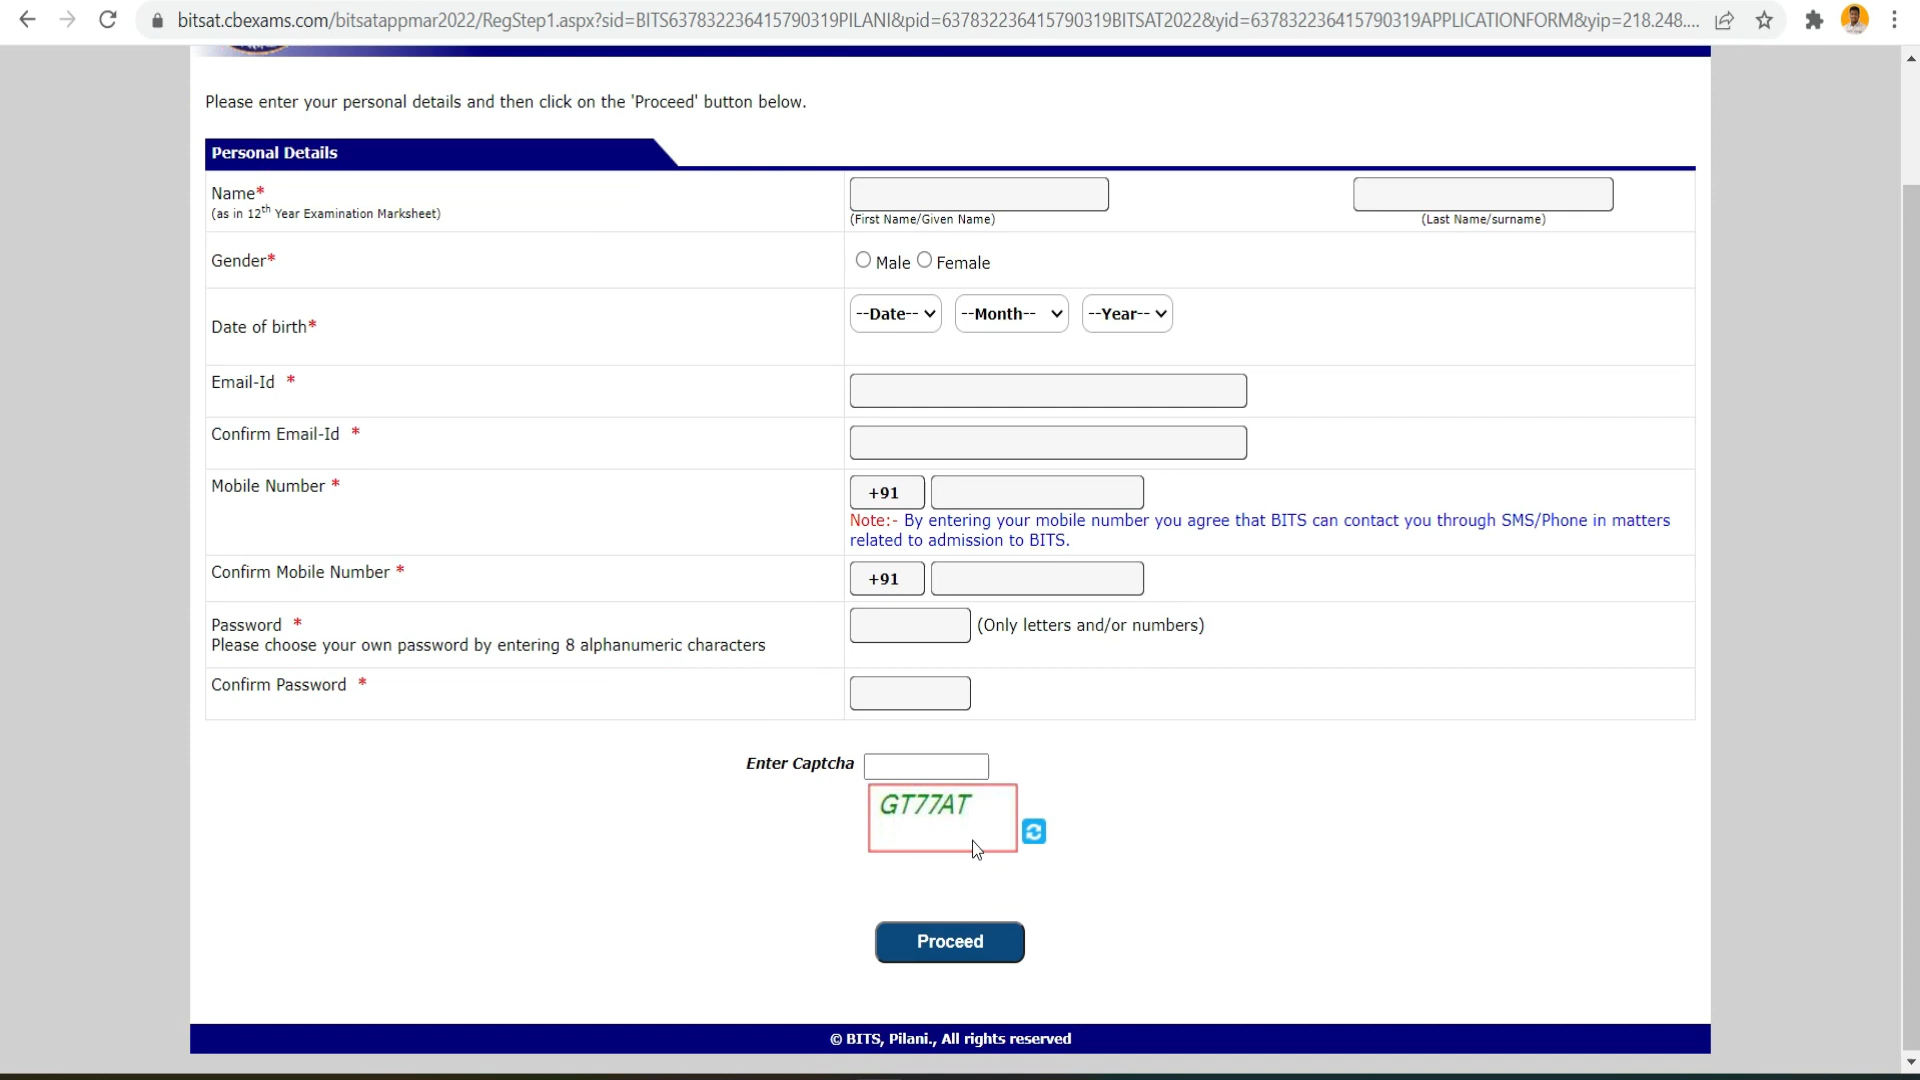 bitsat.cbexams.com/bitsatappmar2022/RegStep1.aspx?sid=BITS637832236415790319PILANI&pid=637832236415790319BITSAT2022&yid=637832236415790319APPLICATIONFORM&yip=218.248....
Please enter your personal details and then click on the 'Proceed' button below.
Personal Details
Name*
(as in 12th Year Examination Marksheet)
(First Name/Given Name) (Last Name/surname)
Gender* Male Female
Date of birth* --Date-- --Month-- --Year--
Email-Id *
Confirm Email-Id *
Mobile Number * +91
Note:- By entering your mobile number you agree that BITS can contact you through SMS/Phone in matters
related to admission to BITS.
Confirm Mobile Number * +91
Password * (Only letters and/or numbers)
Please choose your own password by entering 8 alphanumeric characters
Confirm Password *
Enter Captcha
GT77AT
Proceed
© BITS, Pilani., All rights reserved